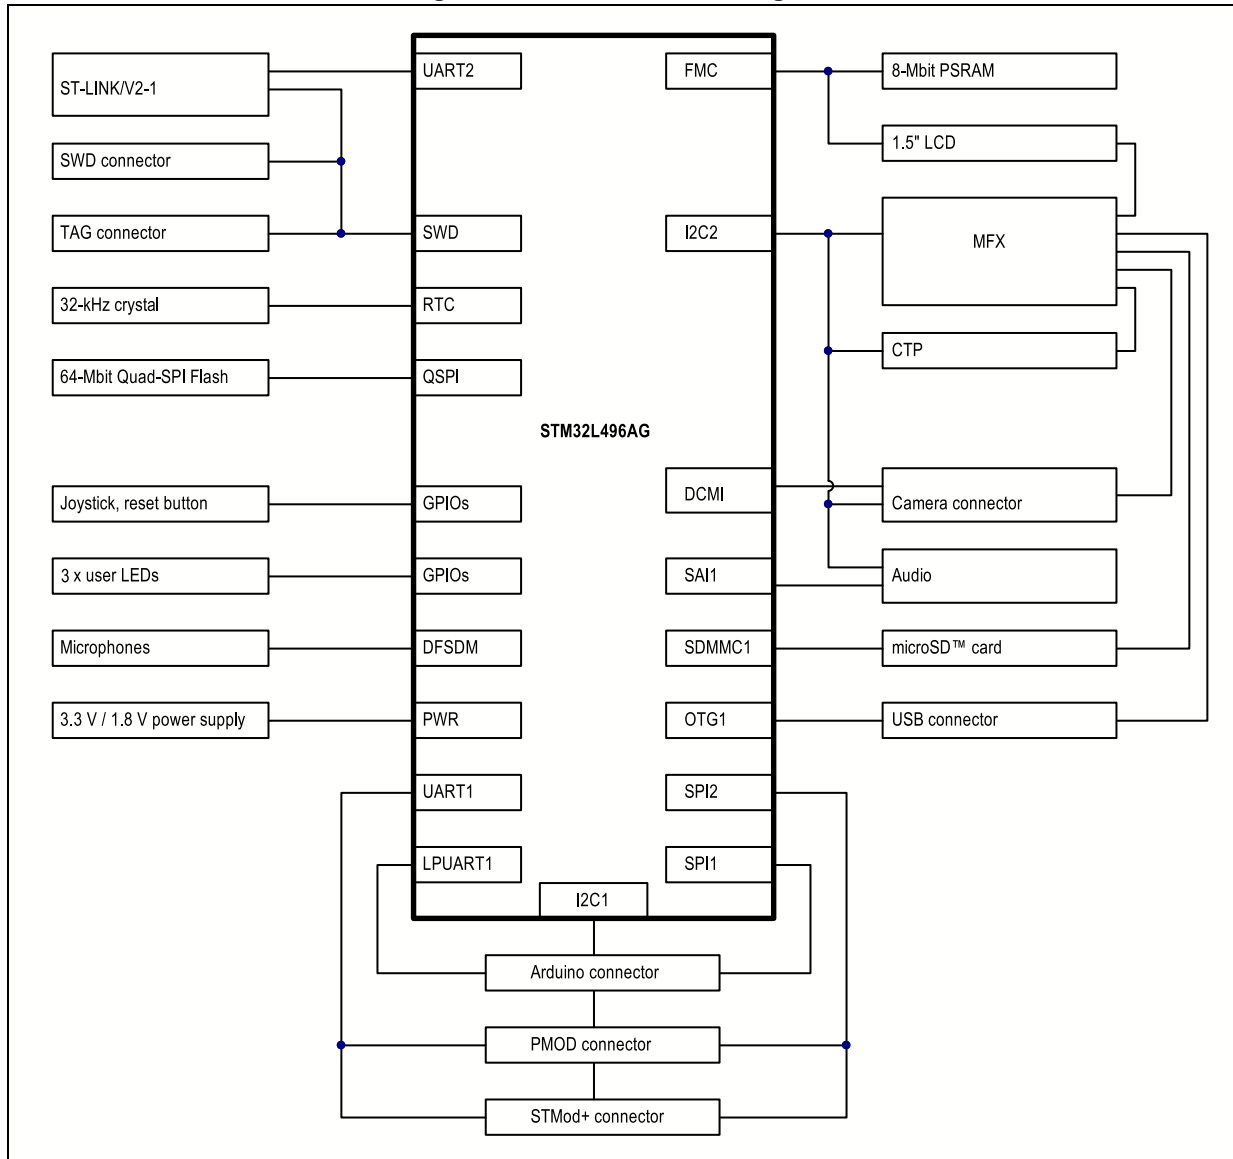 ST-LINK/V2-1
UART2
FMC
8-Mbit PSRAM
1.5" LCD
SWD connector
TAG connector
SWD
I2C2
MFX
32-kHz crystal
RTC
CTP
64-Mbit Quad-SPI Flash
QSPI
STM32L496AG
Joystick, reset button
GPIOs
DCMI
Camera connector
3 x user LEDs
GPIOs
SAI1
Audio
Microphones
DFSDM
SDMMC1
microSD™ card
3.3 V / 1.8 V power supply
PWR
OTG1
USB connector
UART1
SPI2
LPUART1
SPI1
I2C1
Arduino connector
PMOD connector
STMod+ connector